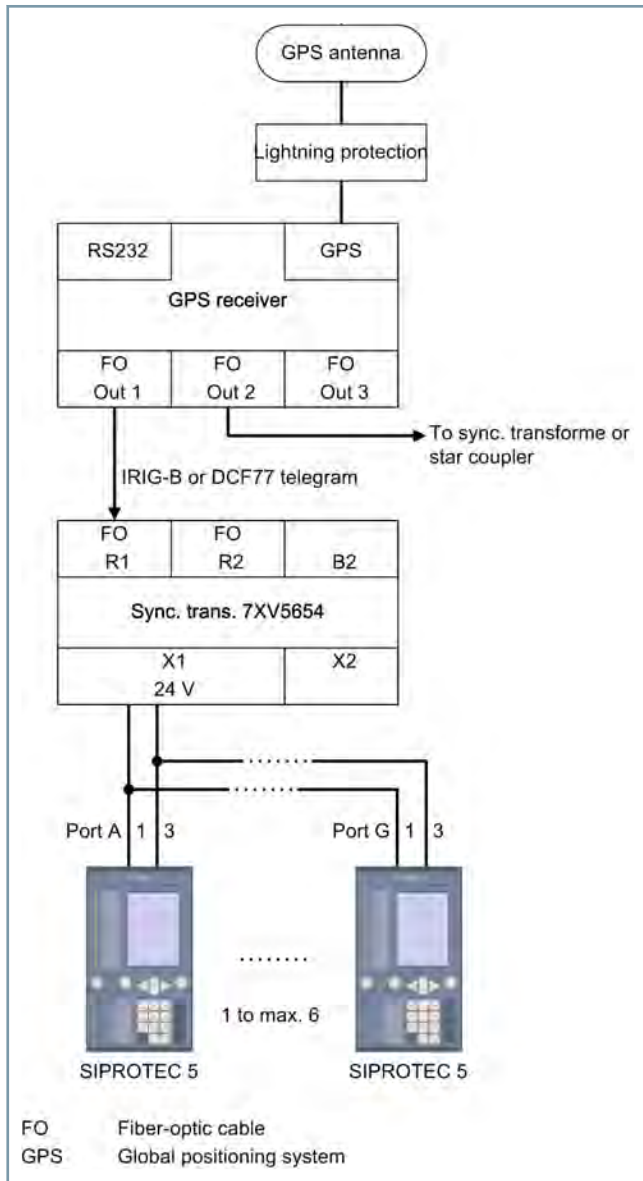 GPS antenna
Lightning protection
RS232
GPS
GPS receiver
FO
Out 1
FO
Out 2
FO
Out 3
To sync. transforme or
star coupler
IRIG-B or DCF77 telegram
FO
R1
FO
R2
B2
Sync. trans. 7XV5654
X1
24 V
X2
Port A 1 3
Port G 1 3
1 to max. 6
SIPROTEC 5
SIPROTEC 5
FO Fiber-optic cable
GPS Global positioning system